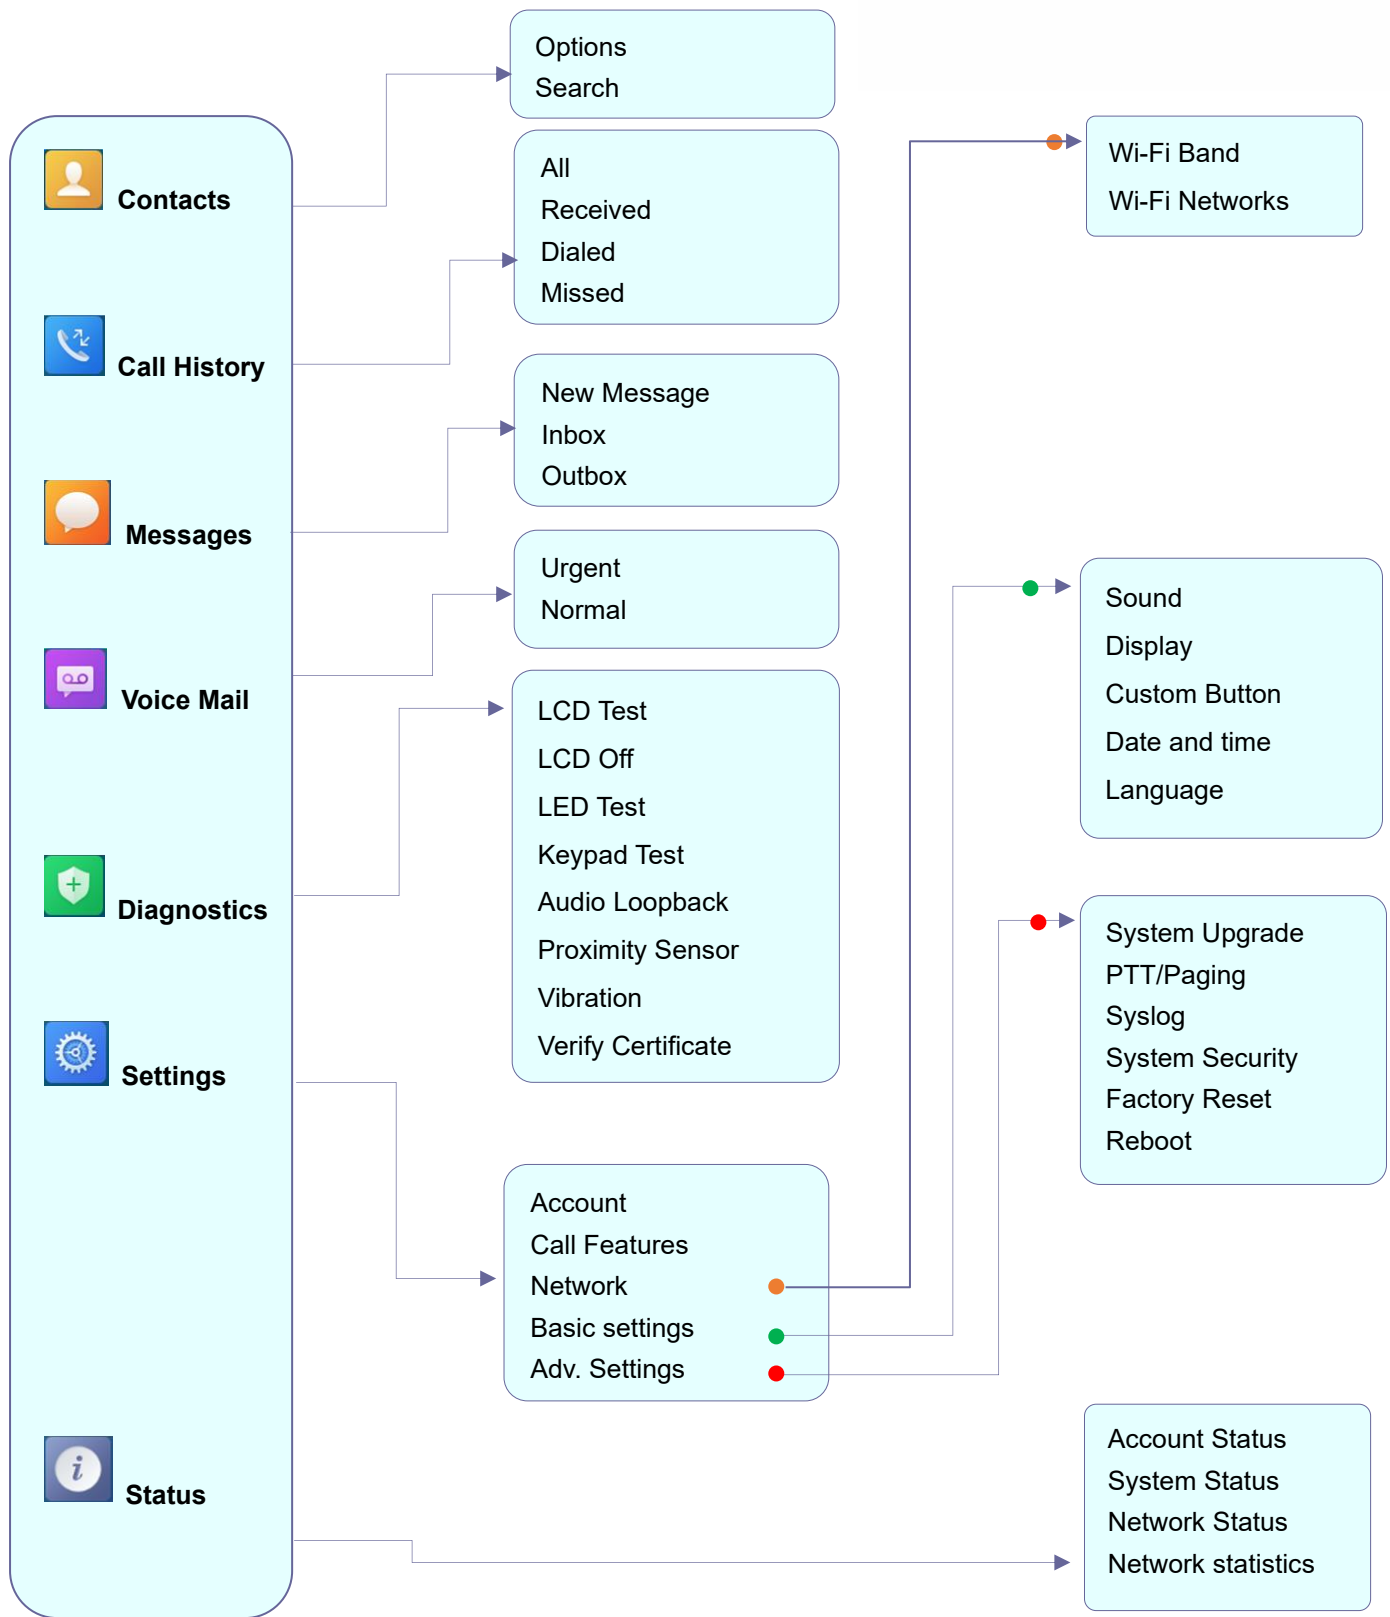 Contacts
Call History
Messages
Voice Mail
Diagnostics
Settings
Status
Options
Search
All
Received
Dialed
Missed
New Message
Inbox
Outbox
Urgent
Normal
LCD Test
LCD Off
LED Test
Keypad Test
Audio Loopback
Proximity Sensor
Vibration
Verify Certificate
Account
Call Features
Network
Basic settings
Adv. Settings
Wi-Fi Band
Wi-Fi Networks
Sound
Display
Custom Button
Date and time
Language
System Upgrade
PTT/Paging
Syslog
System Security
Factory Reset
Reboot
Account Status
System Status
Network Status
Network statistics